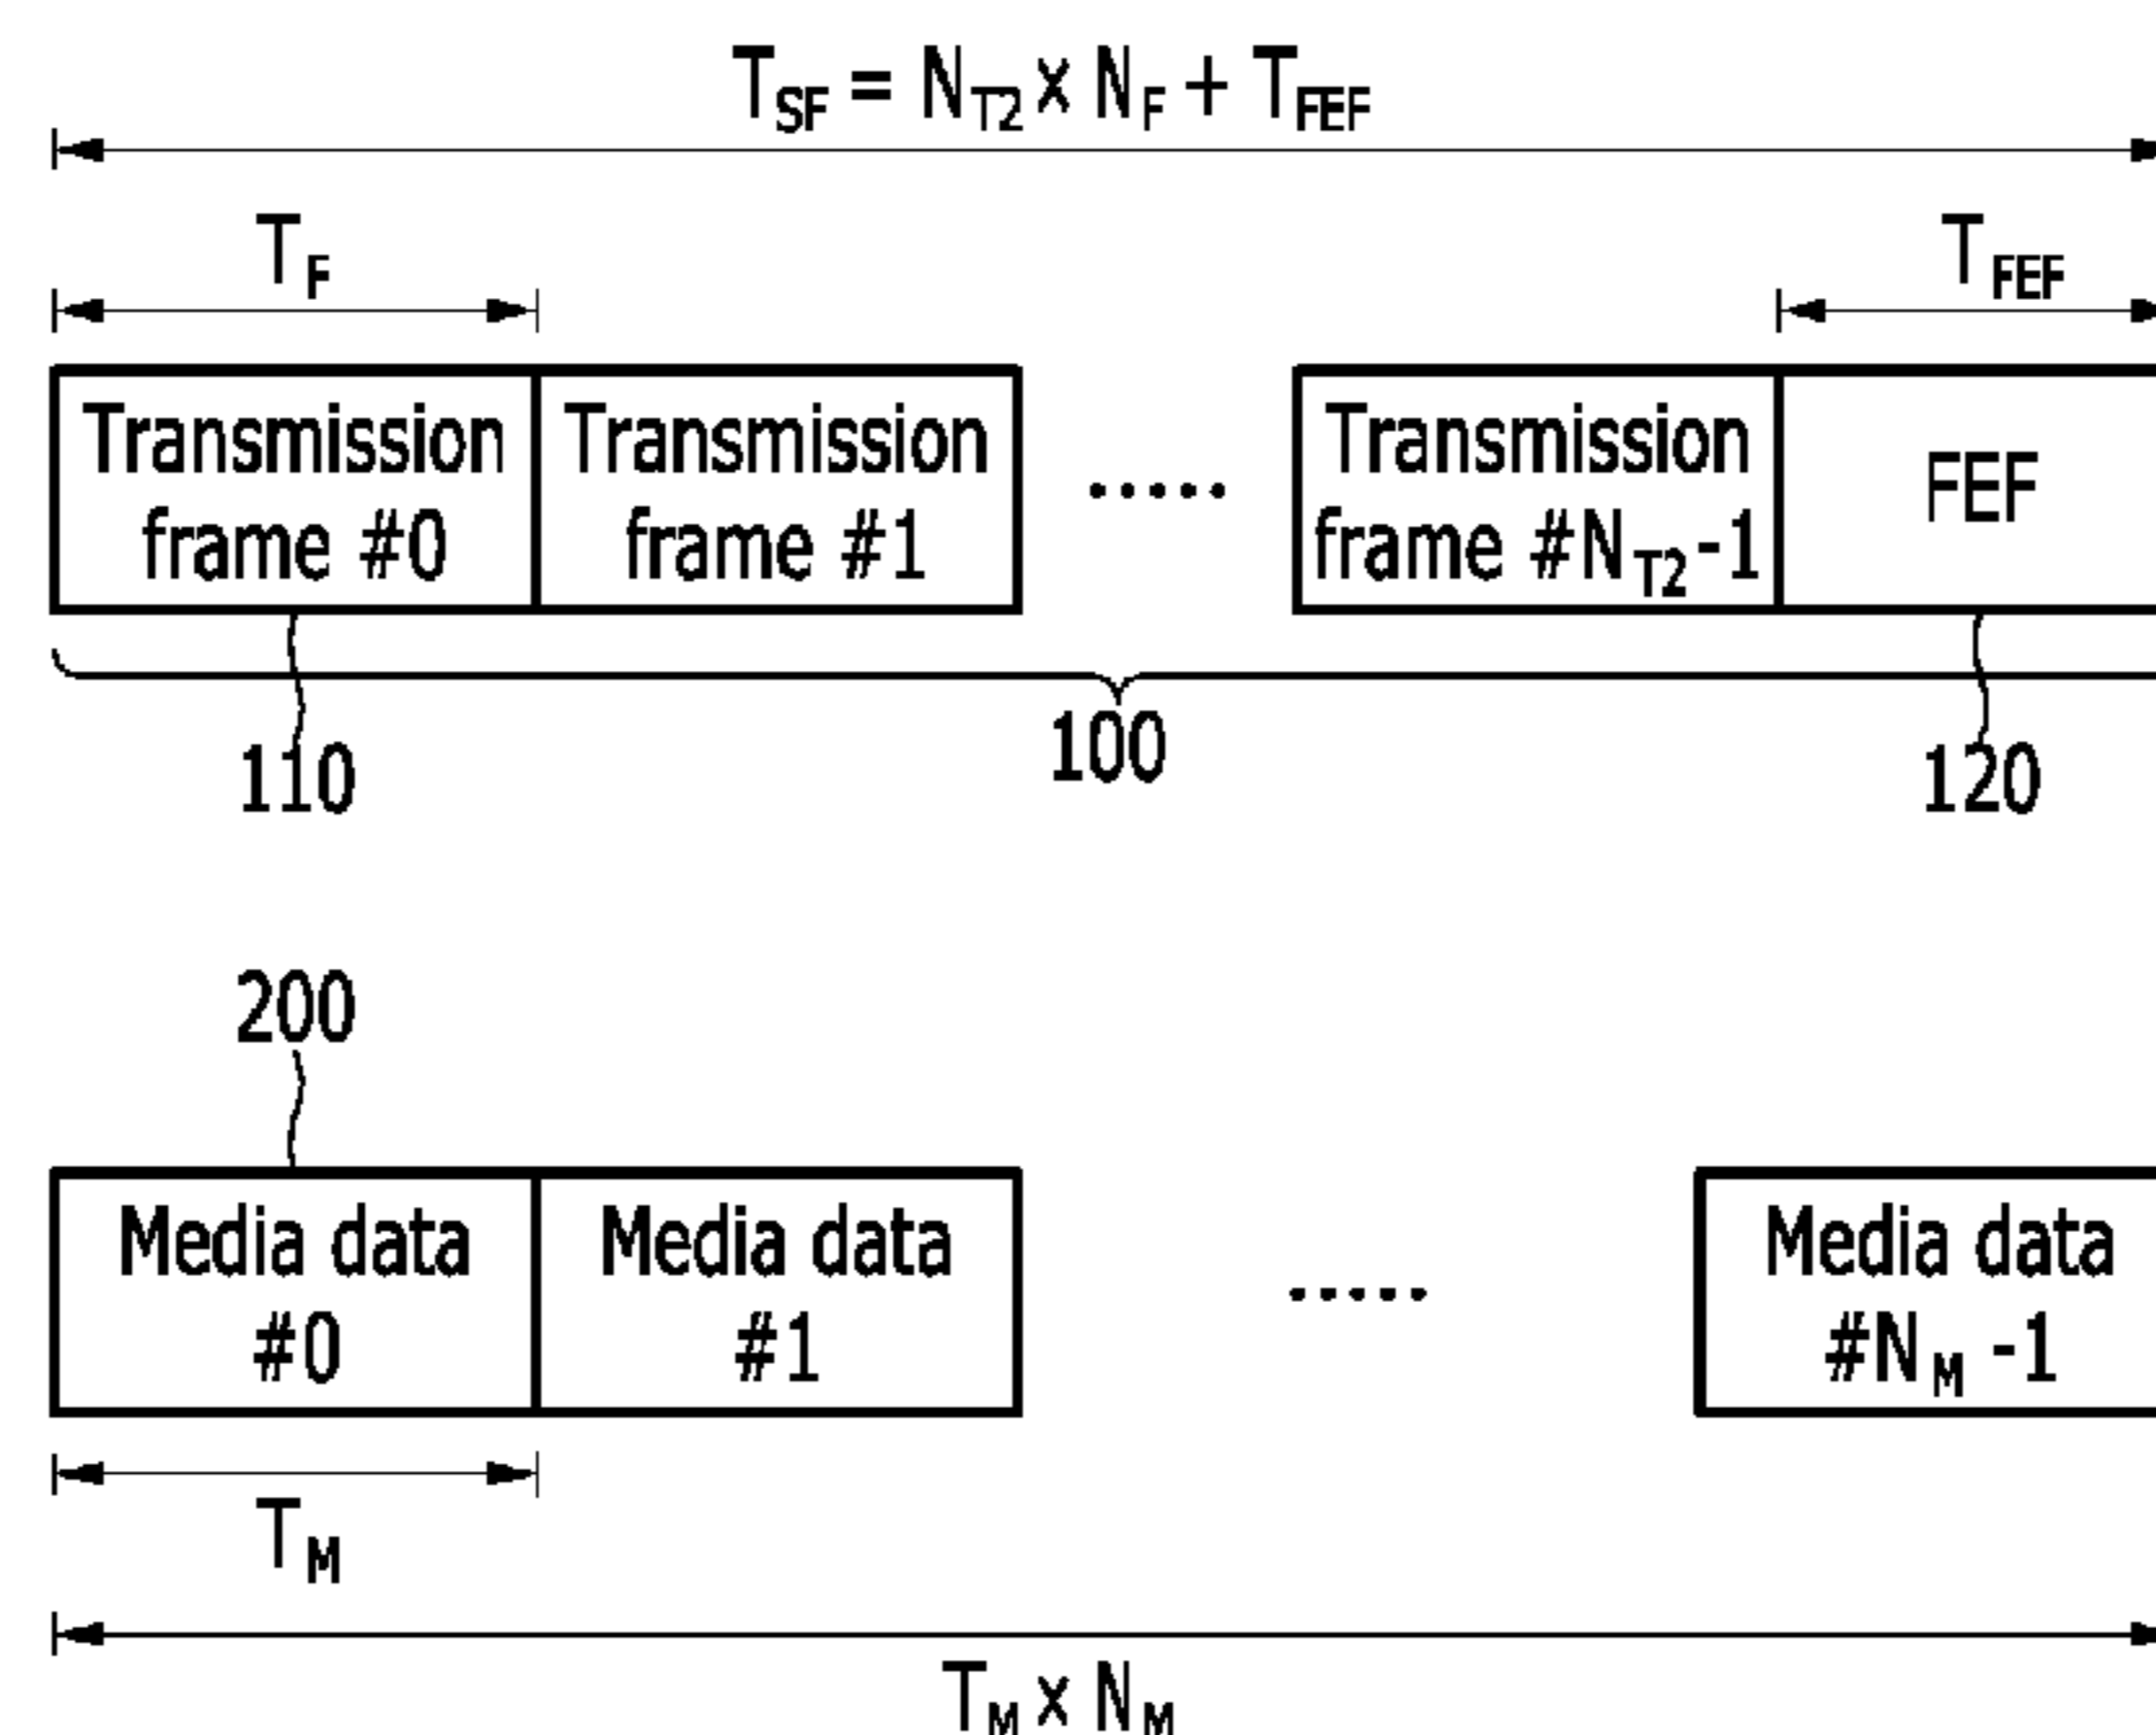 T_SF = N_T2 x N_F + T_FEF
T_F
T_FEF
Transmission
frame #0
Transmission
frame #1
.....
Transmission
frame #N_T2-1
FEF
110
100
120
200
Media data
#0
Media data
#1
.....
Media data
#N_M -1
T_M
T_M x N_M